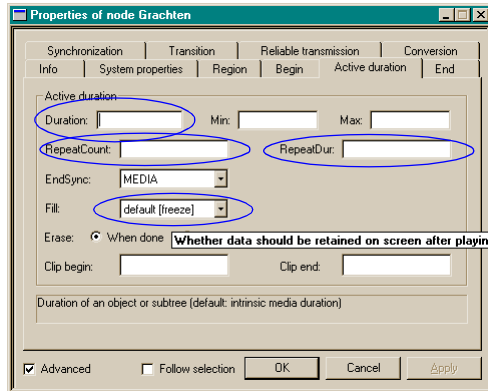 Properties of node Grachten
Synchronization Transition Reliable transmission Conversion
Info System properties Region Begin Active duration End
Active duration
Duration: Min: Max:
RepeatCount: RepeatDur:
EndSync: MEDIA
Fill: default [freeze]
Erase: When done Whether data should be retained on screen after playin
Clip begin: Clip end:
Duration of an object or subtree (default: intrinsic media duration)
Advanced Follow selection OK Cancel Apply